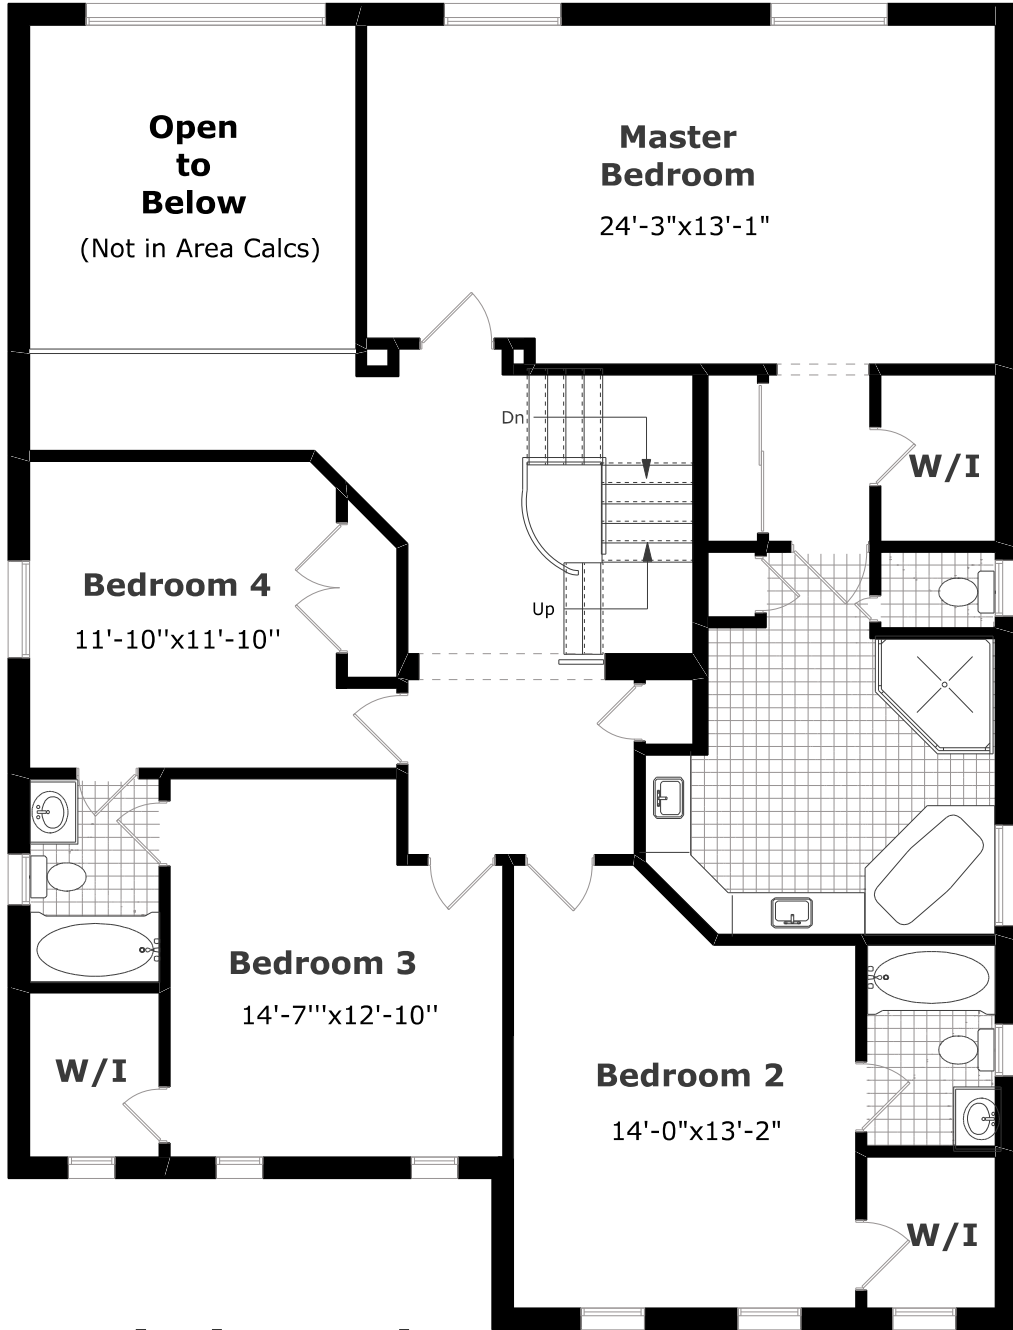 Open
to
Below
(Not in Area Calcs)
Master
Bedroom
24'-3"x13'-1"
Dn
W/I
Bedroom 4
11'-10''x11'-10''
Up
Bedroom 3
14'-7'''x12'-10''
W/I
Bedroom 2
14'-0"x13'-2"
W/I